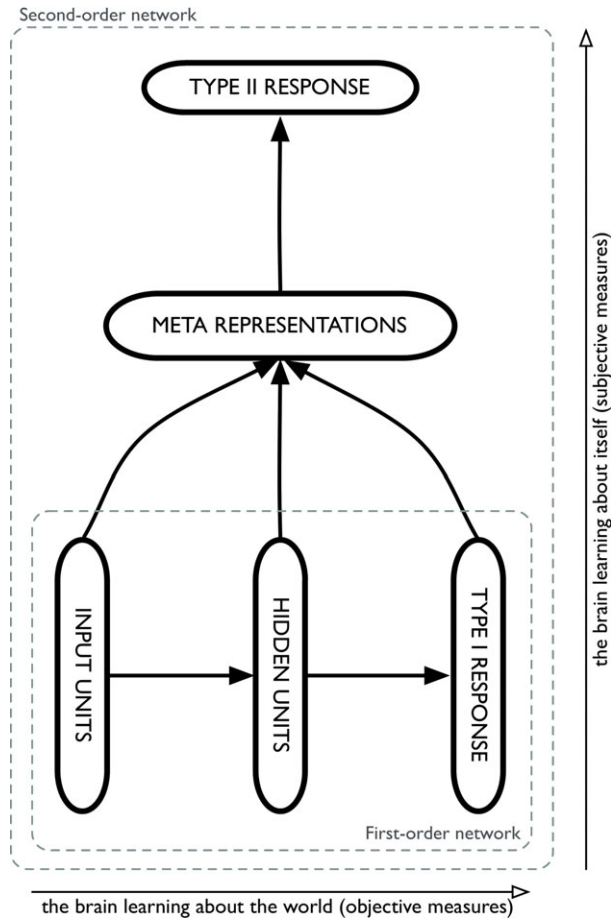 Second-order network
TYPE II RESPONSE
META REPRESENTATIONS
INPUT UNITS
HIDDEN UNITS
TYPE I RESPONSE
First-order network
the brain learning about the world (objective measures)
the brain learning about itself (subjective measures)